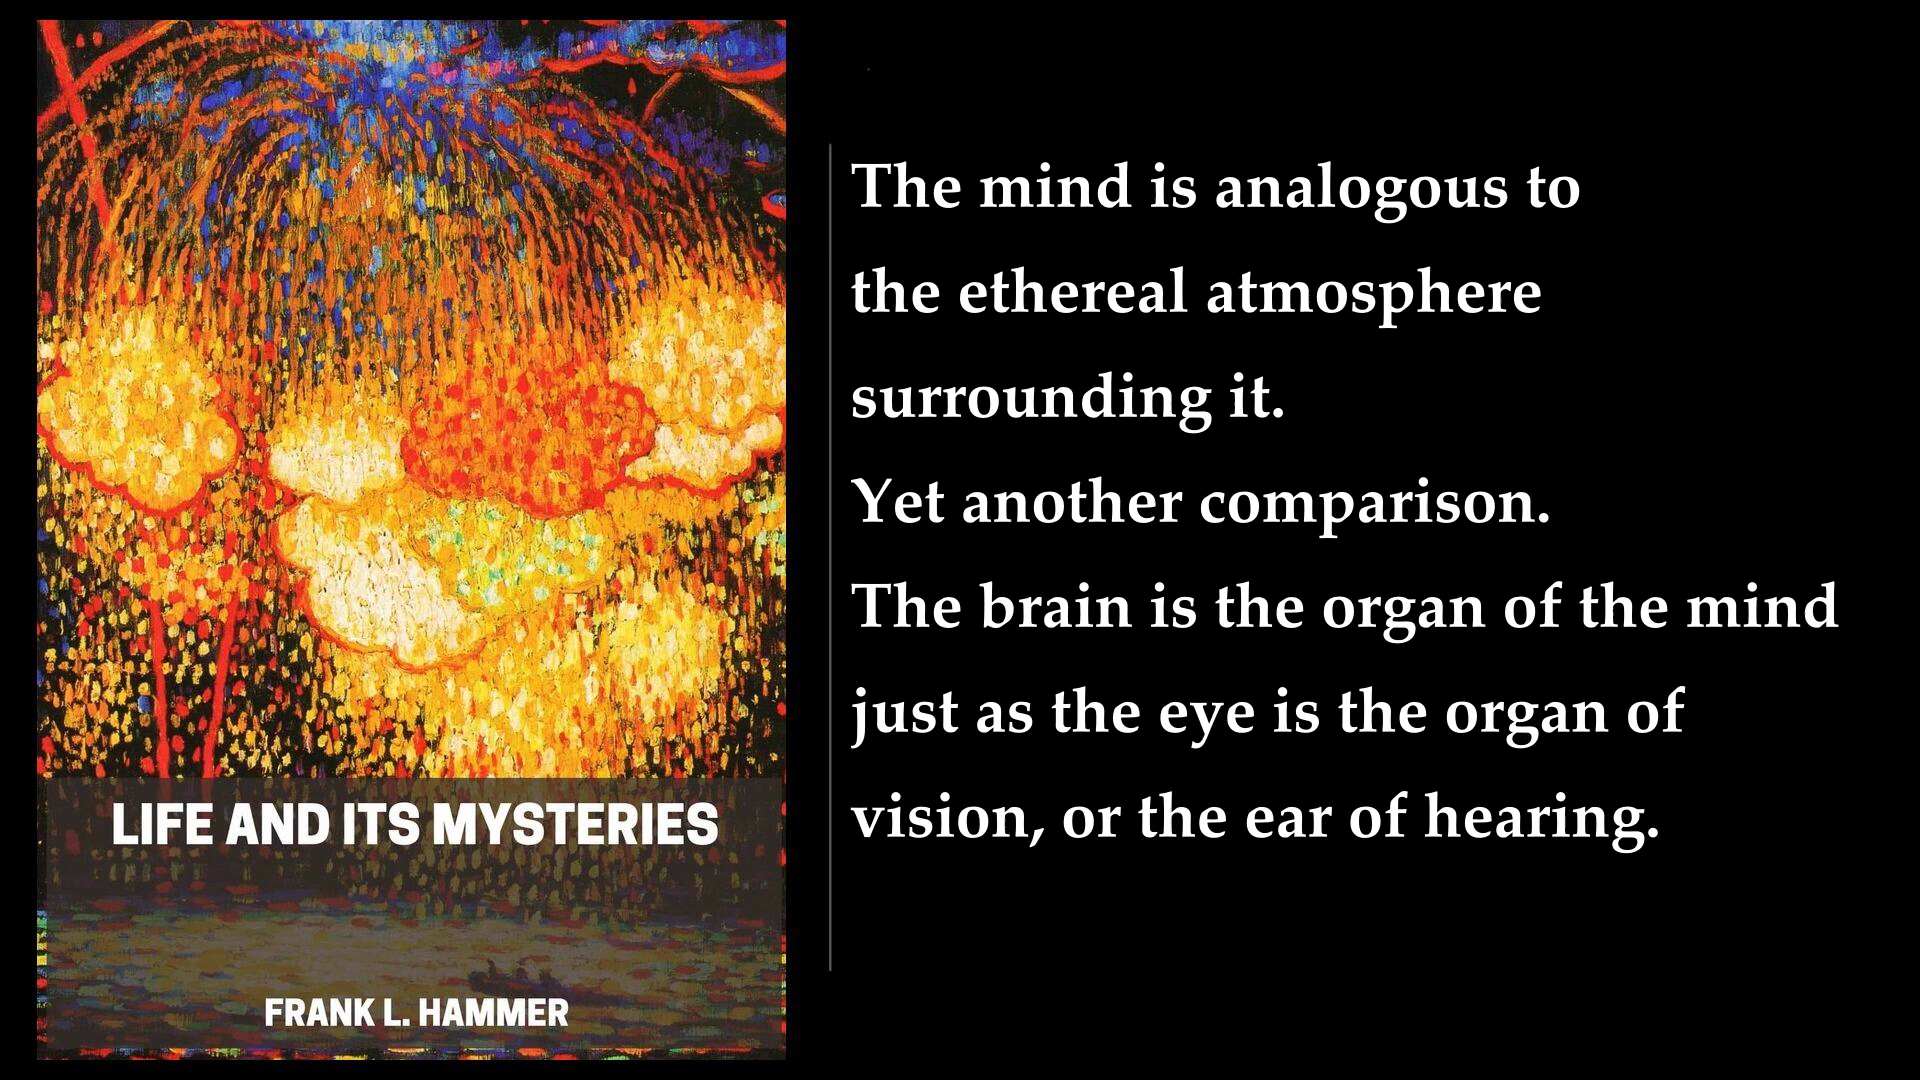 LIFE AND ITS MYSTERIES
FRANK L. HAMMER
The mind is analogous to
the ethereal atmosphere
surrounding it.
Yet another comparison.
The brain is the organ of the mind
just as the eye is the organ of
vision, or the ear of hearing.